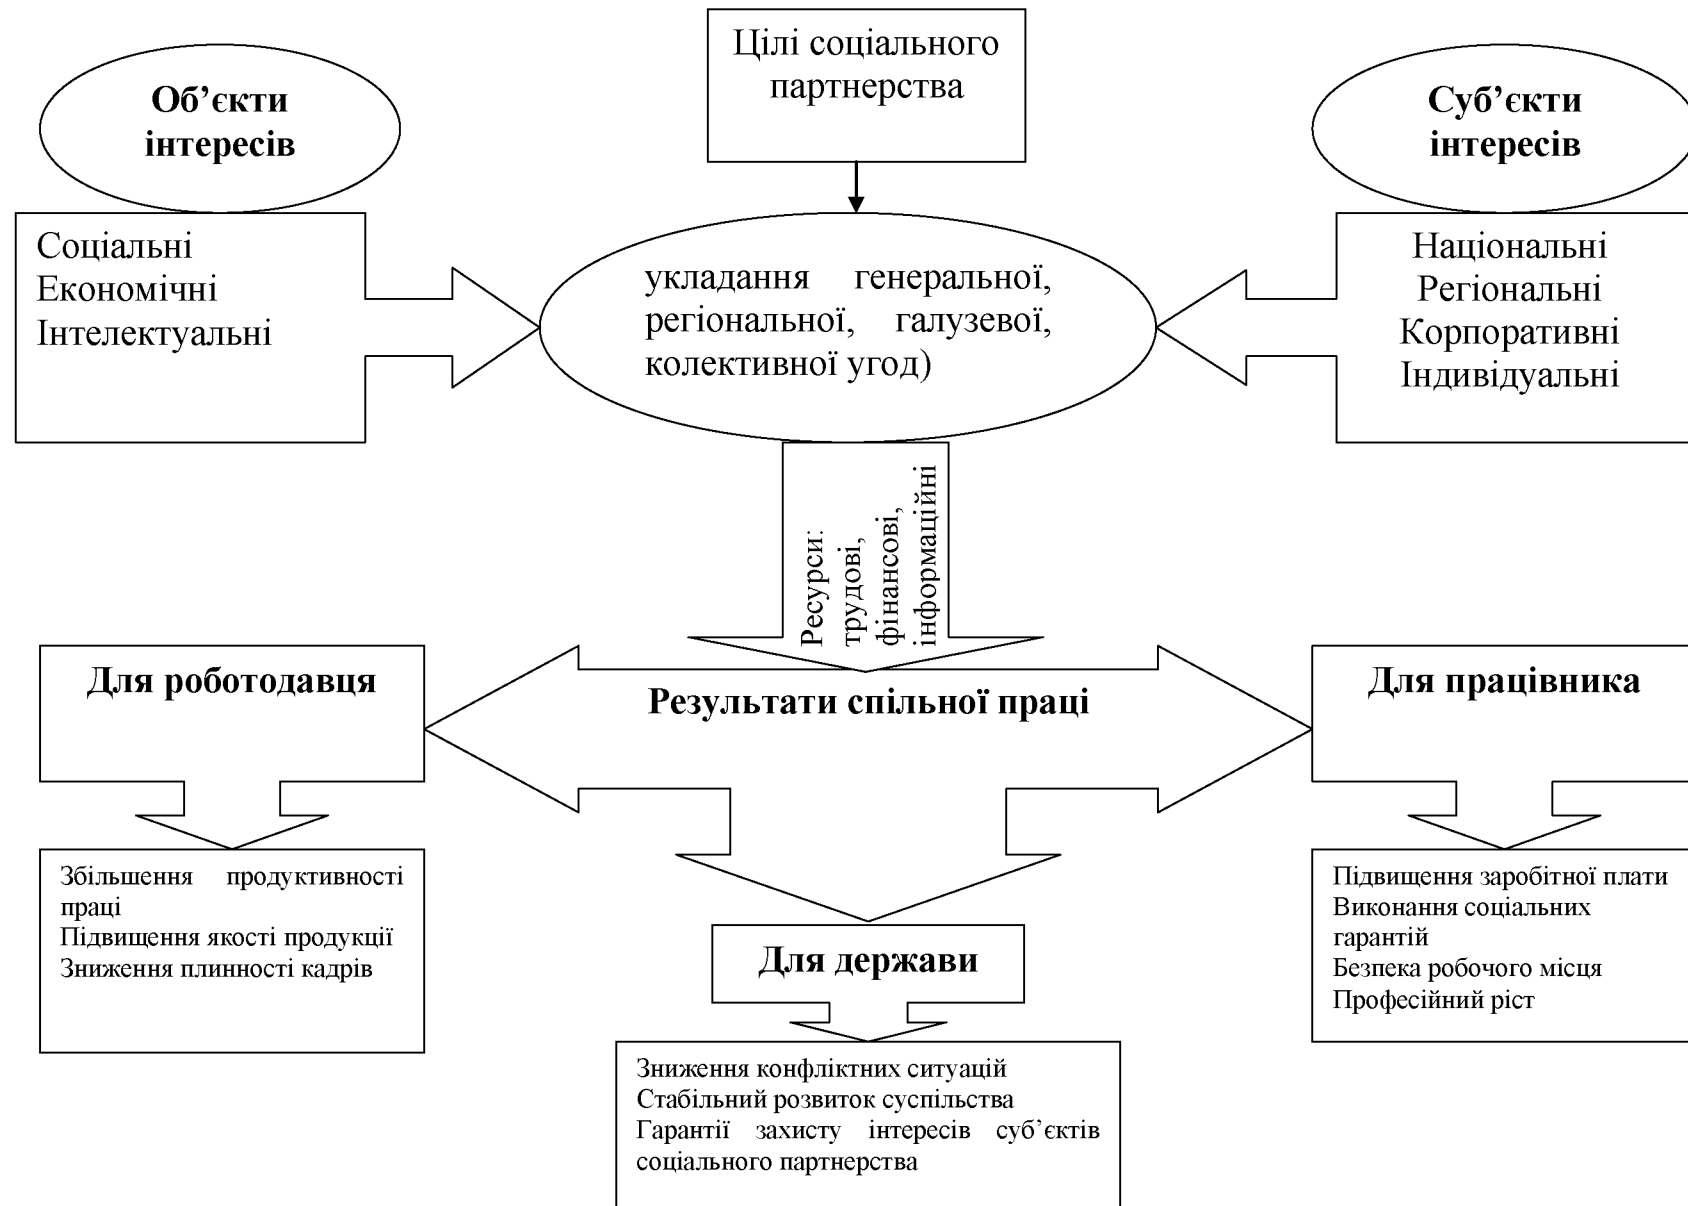 Цілі соціального
партнерства
Об’єкти
інтересів
Суб’єкти
інтересів
Соціальні
Економічні
Інтелектуальні
укладання генеральної,
регіональної, галузевої,
колективної угод)
Національні
Регіональні
Корпоративні
Індивідуальні
Ресурси:
трудові,
фінансові,
інформаційні
Для роботодавця
Результати спільної праці
Для працівника
Збільшення продуктивності
праці
Підвищення якості продукції
Зниження плинності кадрів
Для держави
Підвищення заробітної плати
Виконання соціальних
гарантій
Безпека робочого місця
Професійний ріст
Зниження конфліктних ситуацій
Стабільний розвиток суспільства
Гарантії захисту інтересів суб’єктів
соціального партнерства